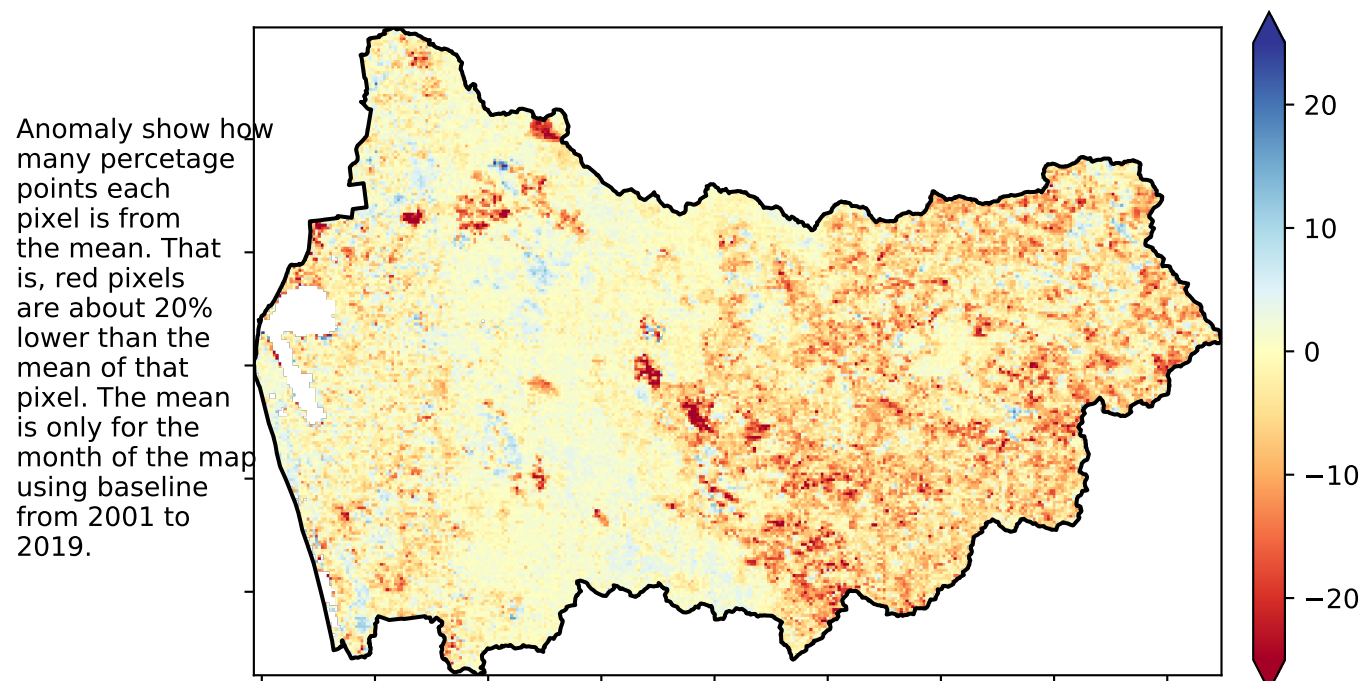 Anomaly show how
many percetage
points each
pixel is from
the mean. That
is, red pixels
are about 20%
lower than the
mean of that
pixel. The mean
is only for the
month of the map
using baseline
from 2001 to
2019.
20
10
0
−10
−20